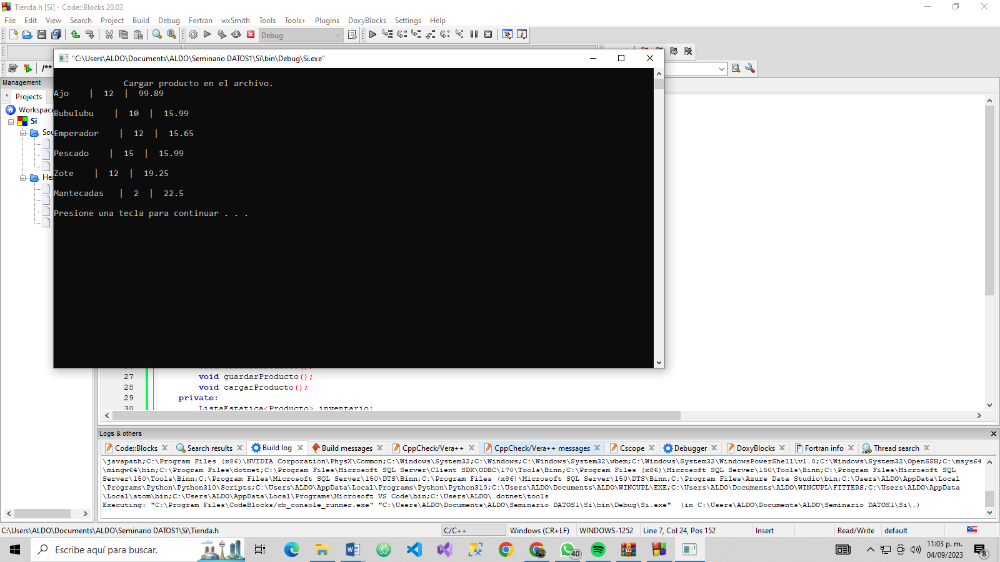 Tienda.h [Si] - Code::Blocks 20.03
File Edit View Search Project Build Debug Fortran wxSmith Tools Tools+ Plugins DoxyBlocks Settings Help
Debug
"C:\Users\ALDO\Documents\ALDO\Seminario DATOS1\Si\bin\Debug\Si.exe"
/**
Management
Projects
Workspace
Si
Sou
Hea
Cargar producto en el archivo.
Ajo | 12 | 99.89
Bubulubu | 10 | 15.99
Emperador | 12 | 15.65
Pescado | 15 | 15.99
Zote | 12 | 19.25
Mantecadas | 2 | 22.5
Presione una tecla para continuar . . .
27 void guardarProducto();
28 void cargarProducto();
29 private:
30 ListaEstatica<Producto> inventario;
Logs & others
Code::Blocks Search results Build log Build messages CppCheck/Vera++ CppCheck/Vera++ messages Cscope Debugger DoxyBlocks Fortran info Thread search
\javapath;C:\Program Files (x86)\NVIDIA Corporation\PhysX\Common;C:\Windows\System32;C:\Windows;C:\Windows\System32\wbem;C:\Windows\System32\WindowsPowerShell\v1.0;C:\Windows\System32\OpenSSH;C:\msys64
\mingw64\bin;C:\Program Files\dotnet;C:\Program Files\Microsoft SQL Server\Client SDK\ODBC\170\Tools\Binn;C:\Program Files (x86)\Microsoft SQL Server\150\Tools\Binn;C:\Program Files\Microsoft SQL
Server\150\Tools\Binn;C:\Program Files\Microsoft SQL Server\150\DTS\Binn;C:\Program Files (x86)\Microsoft SQL Server\150\DTS\Binn;C:\Program Files\Azure Data Studio\bin;C:\Users\ALDO\AppData\Local
\Programs\Python\Python310\Scripts;C:\Users\ALDO\AppData\Local\Programs\Python\Python310;C:\Users\ALDO\Documents\ALDO\WINCUPL\EXE;C:\Users\ALDO\Documents\ALDO\WINCUPL\FITTERS;C:\Users\ALDO\AppData
\Local\atom\bin;C:\Users\ALDO\AppData\Local\Programs\Microsoft VS Code\bin;C:\Users\ALDO\.dotnet\tools
Executing: "C:\Program Files\CodeBlocks/cb_console_runner.exe" "C:\Users\ALDO\Documents\ALDO\Seminario DATOS1\Si\bin\Debug\Si.exe" (in C:\Users\ALDO\Documents\ALDO\Seminario DATOS1\Si\.)
C:\Users\ALDO\Documents\ALDO\Seminario DATOS1\Si\Tienda.h C/C++ Windows (CR+LF) WINDOWS-1252 Line 7, Col 24, Pos 152 Insert Read/Write default
Escribe aquí para buscar.
40
11:03 p. m.
04/09/2023
8